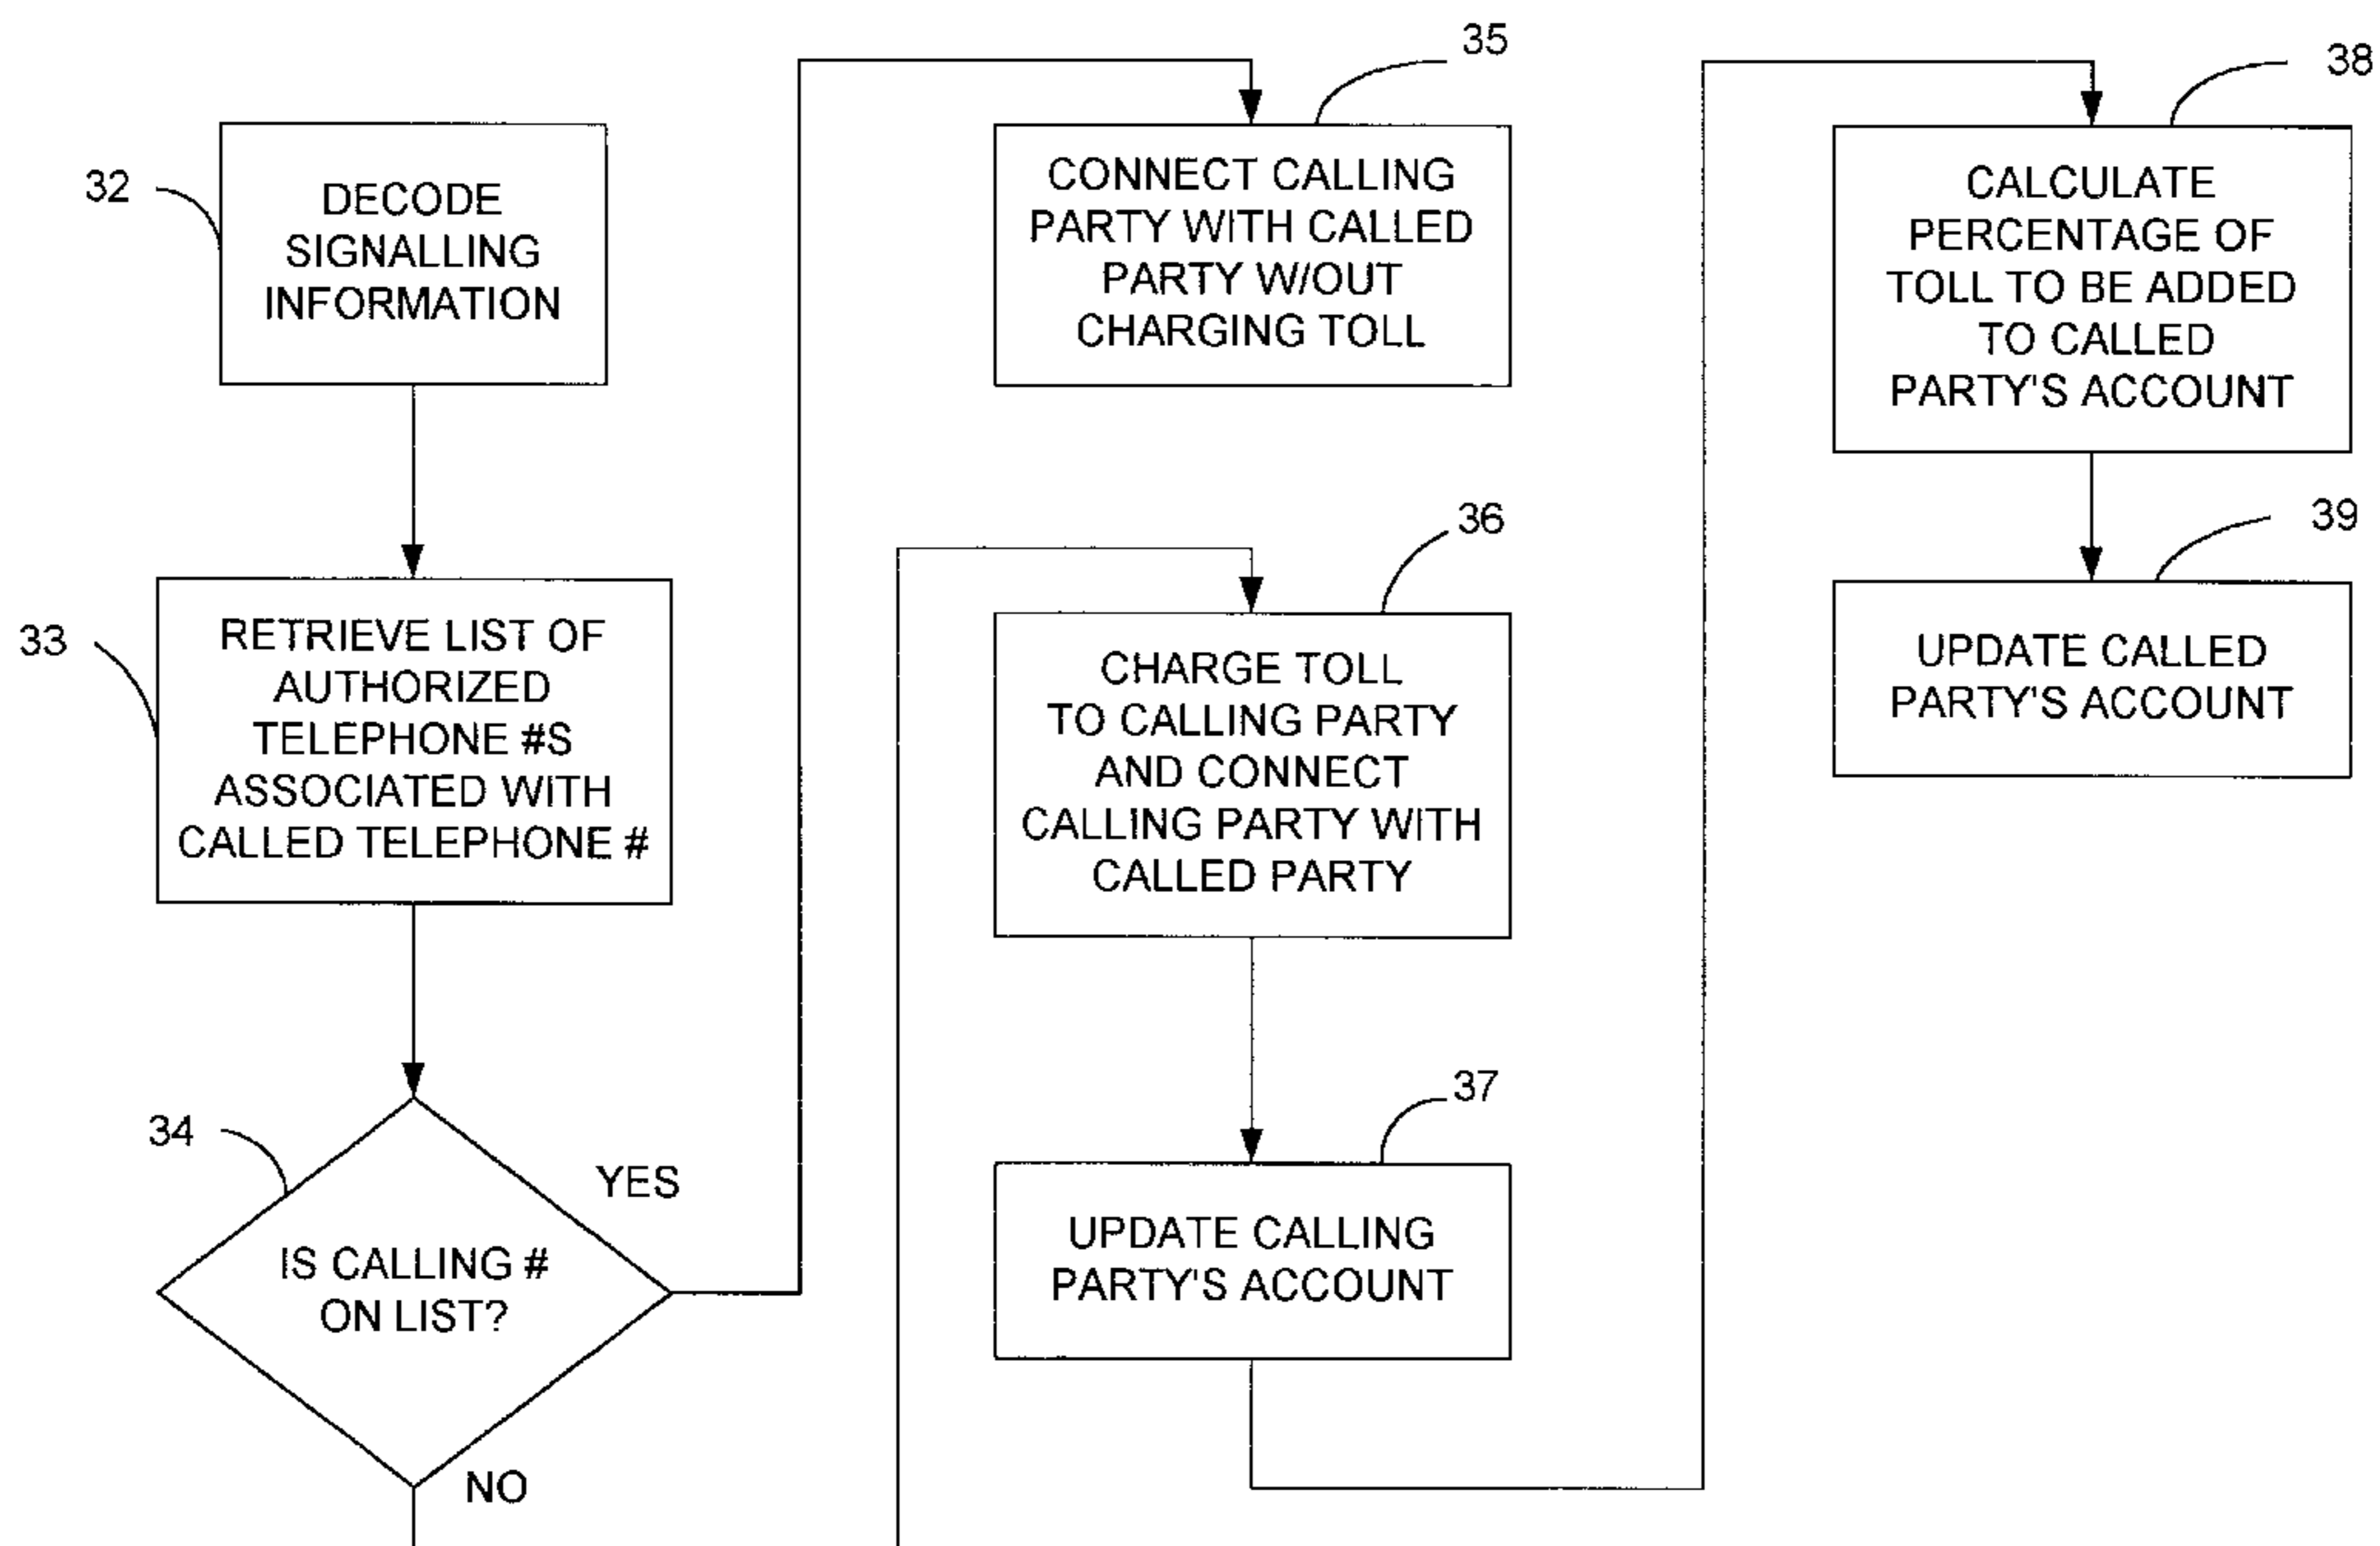 32
DECODE
SIGNALLING
INFORMATION
33
RETRIEVE LIST OF
AUTHORIZED
TELEPHONE #S
ASSOCIATED WITH
CALLED TELEPHONE #
34
YES
IS CALLING #
ON LIST?
NO
35
CONNECT CALLING
PARTY WITH CALLED
PARTY W/OUT
CHARGING TOLL
36
CHARGE TOLL
TO CALLING PARTY
AND CONNECT
CALLING PARTY WITH
CALLED PARTY
37
UPDATE CALLING
PARTY'S ACCOUNT
38
CALCULATE
PERCENTAGE OF
TOLL TO BE ADDED
TO CALLED
PARTY'S ACCOUNT
39
UPDATE CALLED
PARTY'S ACCOUNT